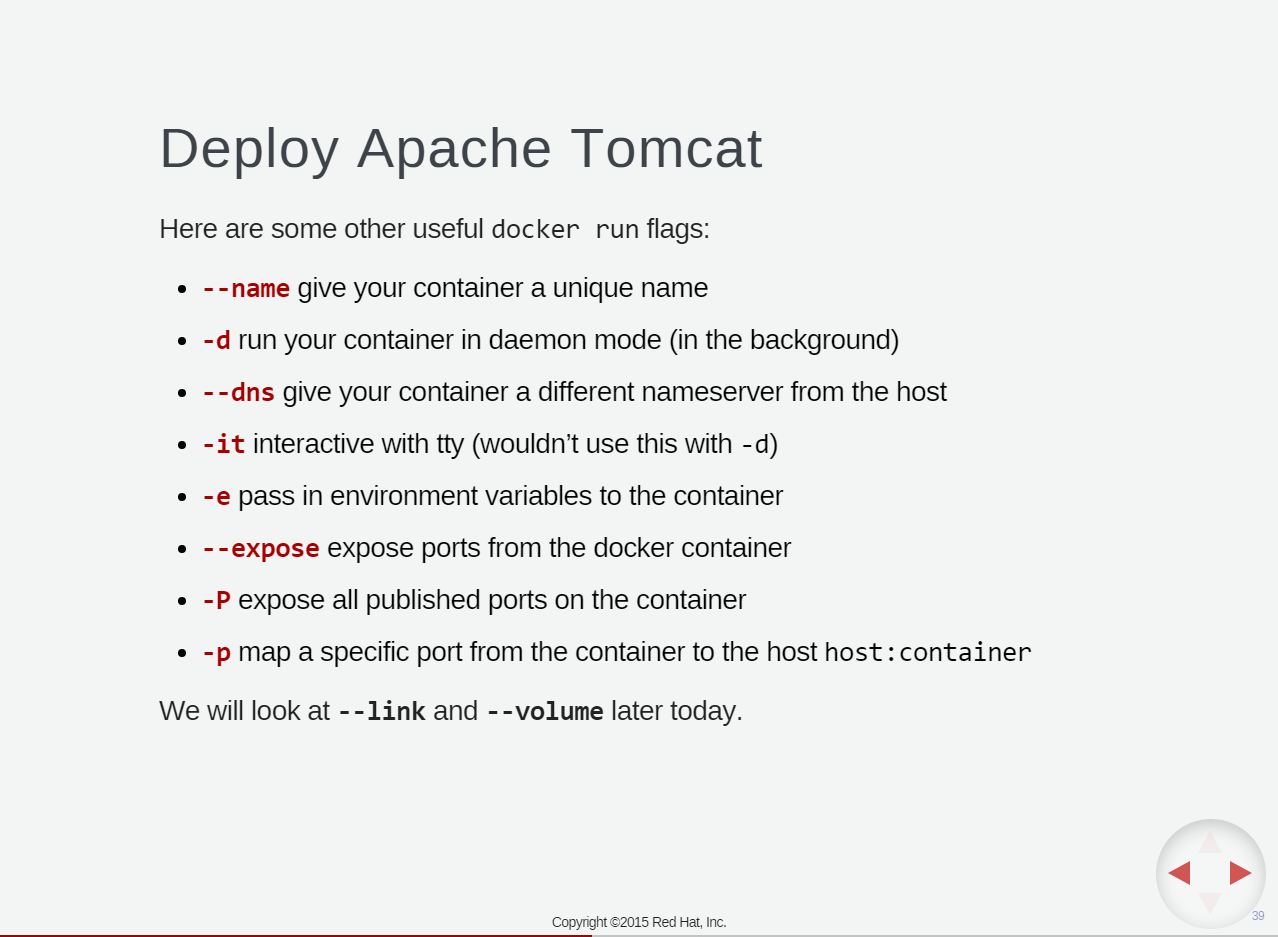 Deploy Apache Tomcat
Here are some other useful docker run flags:
--name give your container a unique name
-d run your container in daemon mode (in the background)
--dns give your container a different nameserver from the host
-it interactive with tty (wouldn’t use this with -d)
-e pass in environment variables to the container
--expose expose ports from the docker container
-P expose all published ports on the container
-p map a specific port from the container to the host host:container
We will look at --link and --volume later today.
Copyright ©2015 Red Hat, Inc.
39